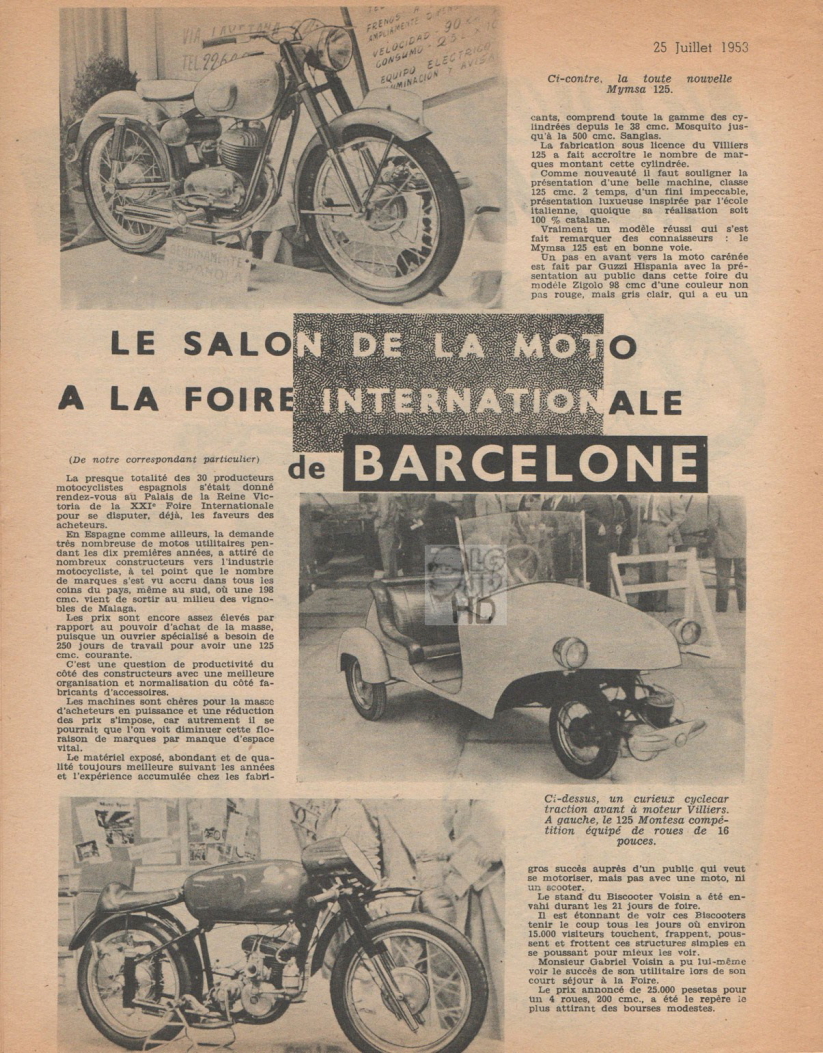 VIA LAYETANA
TEL. 226
FRENOS A
AMPLIAMENTE
VELOCIDAD - 90 K
CONSUMO - 2
EQUIPO ELECTRICO
25 Juillet 1953
Ci-contre, la toute nouvelle
Mymsa 125.
cants, comprend toute la gamme des cy-
lindrées depuis le 38 cmc. Mosquito jus-
qu'à la 500 cmc. Sanglas.
La fabrication sous licence du Villiers
125 a fait accroître le nombre de mar-
ques montant cette cylindrée.
Comme nouveauté il faut souligner la
présentation d'une belle machine, classe
125 cmc. 2 temps, d'un fini impeccable,
présentation luxueuse inspirée par l'école
italienne, quoique sa réalisation soit
100 % catalane.
Vraiment un modèle réussi qui s'est
fait remarquer des connaisseurs : le
Mymsa 125 est en bonne voie.
Un pas en avant vers la moto carénée
est fait par Guzzi Hispania avec la pré-
sentation au public dans cette foire du
modèle Zigolo 98 cmc d'une couleur non
pas rouge, mais gris clair, qui a eu un
LE SALON DE LA MOTO
A LA FOIRE INTERNATIONALE
de BARCELONE
(De notre correspondant particulier)
La presque totalité des 30 producteurs
motocyclistes espagnols s'était donné
rendez-vous au Palais de la Reine Vic-
toria de la XXIe Foire Internationale
pour se disputer, déjà, les faveurs des
acheteurs.
En Espagne comme ailleurs, la demande
très nombreuse de motos utilitaires pen-
dant les dix premières années, a attiré de
nombreux constructeurs vers l'industrie
motocycliste, à tel point que le nombre
de marques s'est vu accru dans tous les
coins du pays, même au sud, où une 198
cmc. vient de sortir au milieu des vigno-
bles de Malaga.
Les prix sont encore assez élevés par
rapport au pouvoir d'achat de la masse,
puisque un ouvrier spécialisé a besoin de
250 jours de travail pour avoir une 125
cmc. courante.
C'est une question de productivité du
côté des constructeurs avec une meilleure
organisation et normalisation du côté fa-
bricants d'accessoires.
Les machines sont chères pour la masse
d'acheteurs en puissance et une réduction
des prix s'impose, car autrement il se
pourrait que l'on voit diminuer cette flo-
raison de marques par manque d'espace
vital.
Le matériel exposé, abondant et de qua-
lité toujours meilleure suivant les années
et l'expérience accumulée chez les fabri-
HD
Ci-dessus, un curieux cyclecar
traction avant à moteur Villiers.
A gauche, le 125 Montesa compé-
tition équipé de roues de 16
pouces.
gros succès auprès d'un public qui veut
se motoriser, mais pas avec une moto, ni
un scooter.
Le stand du Biscooter Voisin a été en-
vahi durant les 21 jours de foire.
Il est étonnant de voir ces Biscooters
tenir le coup tous les jours où environ
15.000 visiteurs touchent, frappent, pous-
sent et frottent ces structures simples en
se poussant pour mieux les voir.
Monsieur Gabriel Voisin a pu lui-même
voir le succès de son utilitaire lors de son
court séjour à la Foire.
Le prix annoncé de 25.000 pesetas pour
un 4 roues, 200 cmc., a été le repère le
plus attirant des bourses modestes.